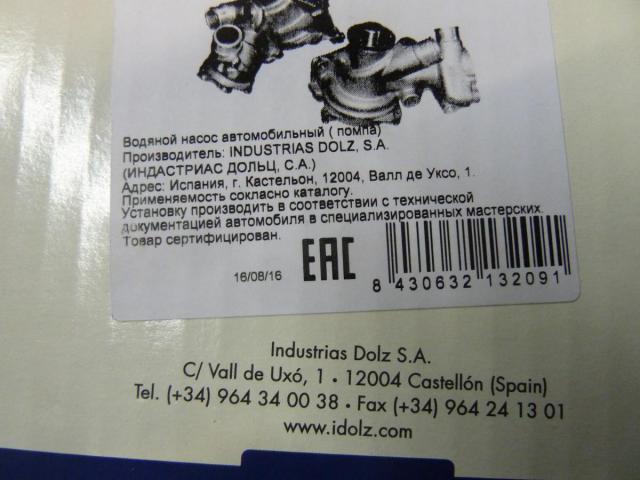 Водяной насос автомобильный ( помпа)
Производитель: INDUSTRIAS DOLZ, S.A.
(ИНДАСТРИАС ДОЛЬЦ, С.А.)
Адрес: Испания, г. Кастельон, 12004, Валл де Уксо, 1.
Применяемость согласно каталогу.
Установку производить в соответствии с технической
документацией автомобиля в специализированных мастерских.
Товар сертифицирован.
16/08/16 EAC
8 430632 132091
Industrias Dolz S.A.
C/ Vall de Uxó, 1 · 12004 Castellón (Spain)
Tel. (+34) 964 34 00 38 · Fax (+34) 964 24 13 01
www.idolz.com